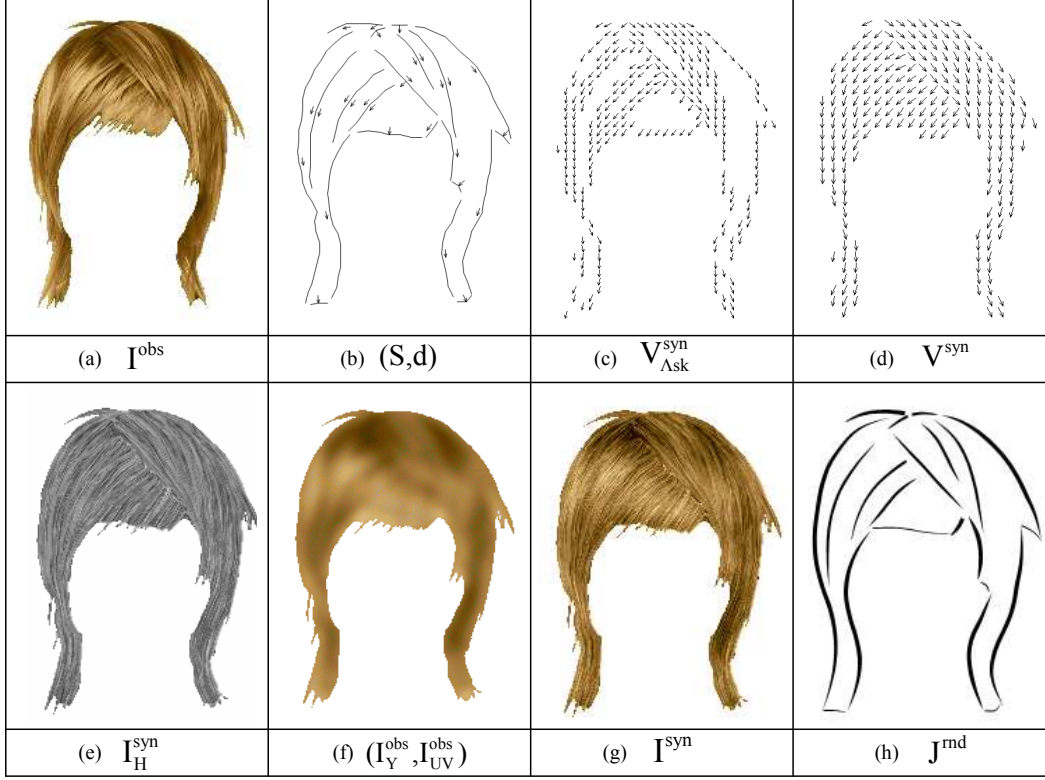 (a) I^obs
(b) (S,d)
(c) V^syn_Λsk
(d) V^syn
(e) I^syn_H
(f) (I^obs_Y,I^obs_UV)
(g) I^syn
(h) J^rnd